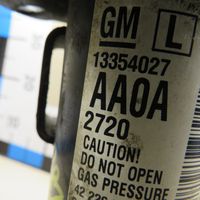 GM L
13354027
AA0A
2720
CAUTION!
DO NOT OPEN
GAS PRESSURE